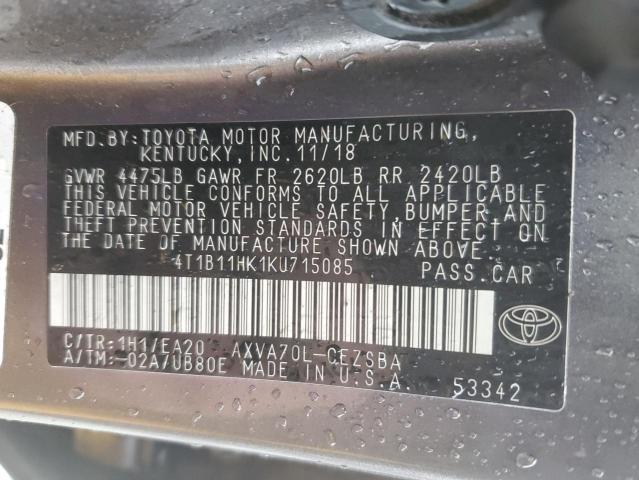 MFD.BY:TOYOTA MOTOR MANUFACTURING,
KENTUCKY, INC. 11/18
GVWR 4475LB GAWR FR 2620LB RR 2420LB
THIS VEHICLE CONFORMS TO ALL APPLICABLE
FEDERAL MOTOR VEHICLE SAFETY, BUMPER, AND
THEFT PREVENTION STANDARDS IN EFFECT ON
THE DATE OF MANUFACTURE SHOWN ABOVE.
4T1B11HK1KU715085 PASS.CAR
C/TR:1H1/EA20 AXVA70L-CEZSBA
A/TM:-02A/UB80E MADE IN U.S.A. 53342